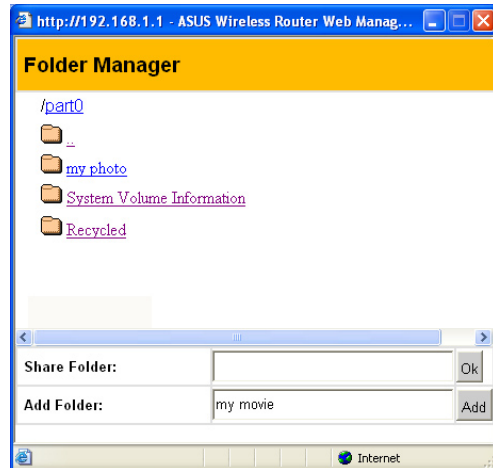 http://192.168.1.1 - ASUS Wireless Router Web Manag...
Folder Manager
/part0
..
my photo
System Volume Information
Recycled
Share Folder: Ok
Add Folder: my movie Add
Internet